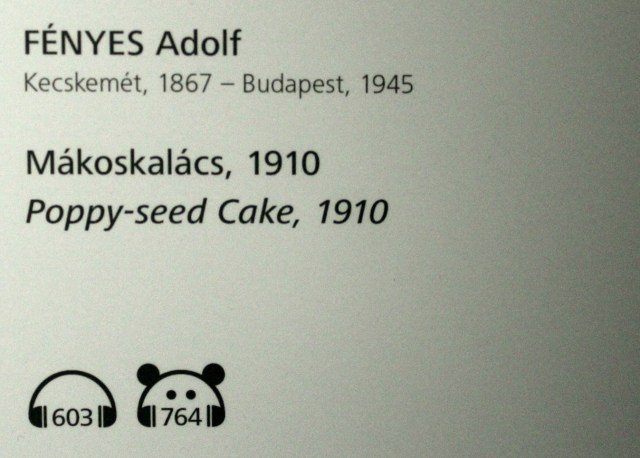 FÉNYES Adolf
Kecskemét, 1867 – Budapest, 1945
Mákoskalács, 1910
Poppy-seed Cake, 1910
603 764